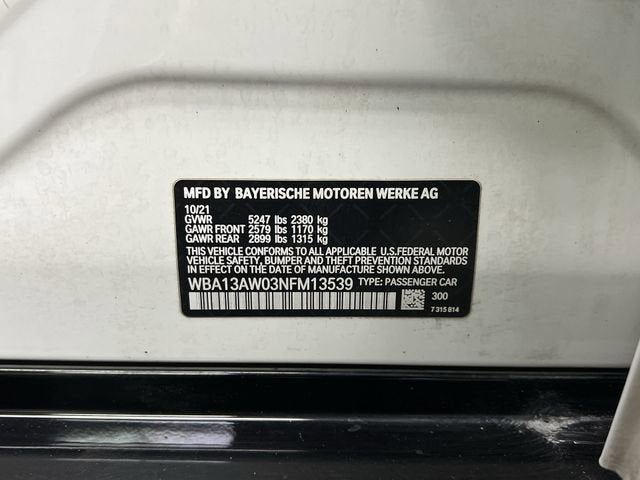 MFD BY BAYERISCHE MOTOREN WERKE AG
10/21
GVWR 5247 lbs 2380 kg
GAWR FRONT 2579 lbs 1170 kg
GAWR REAR 2899 lbs 1315 kg
THIS VEHICLE CONFORMS TO ALL APPLICABLE U.S.FEDERAL MOTOR
VEHICLE SAFETY, BUMPER AND THEFT PREVENTION STANDARDS
IN EFFECT ON THE DATE OF MANUFACTURE SHOWN ABOVE.
WBA13AW03NFM13539 TYPE: PASSENGER CAR
300
7 315 814